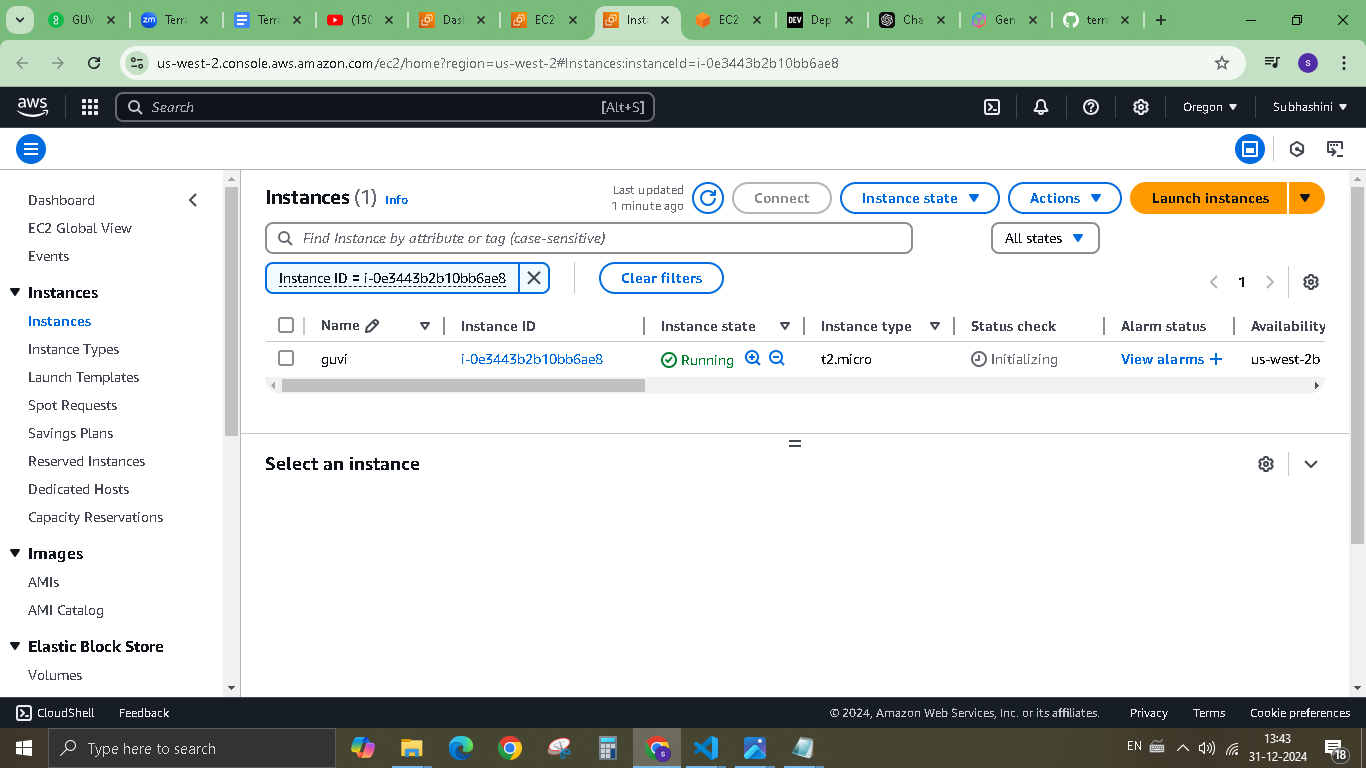 GUV
Terra
Terra
(150
Dash
EC2
Inst
EC2
DEV Dep
Cha
Gen
terra
us-west-2.console.aws.amazon.com/ec2/home?region=us-west-2#Instances:instanceId=i-0e3443b2b10bb6ae8
S
aws
Search [Alt+S]
Oregon
Subhashini
Dashboard
EC2 Global View
Events
Instances
Instances
Instance Types
Launch Templates
Spot Requests
Savings Plans
Reserved Instances
Dedicated Hosts
Capacity Reservations
Images
AMIs
AMI Catalog
Elastic Block Store
Volumes
Instances (1) Info
Last updated
1 minute ago
Connect
Instance state
Actions
Launch instances
Find Instance by attribute or tag (case-sensitive)
All states
Instance ID = i-0e3443b2b10bb6ae8
Clear filters
1
Name Instance ID Instance state Instance type Status check Alarm status Availability
guvi i-0e3443b2b10bb6ae8 Running t2.micro Initializing View alarms + us-west-2b
Select an instance
CloudShell Feedback
© 2024, Amazon Web Services, Inc. or its affiliates. Privacy Terms Cookie preferences
Type here to search
EN
13:43
31-12-2024
18